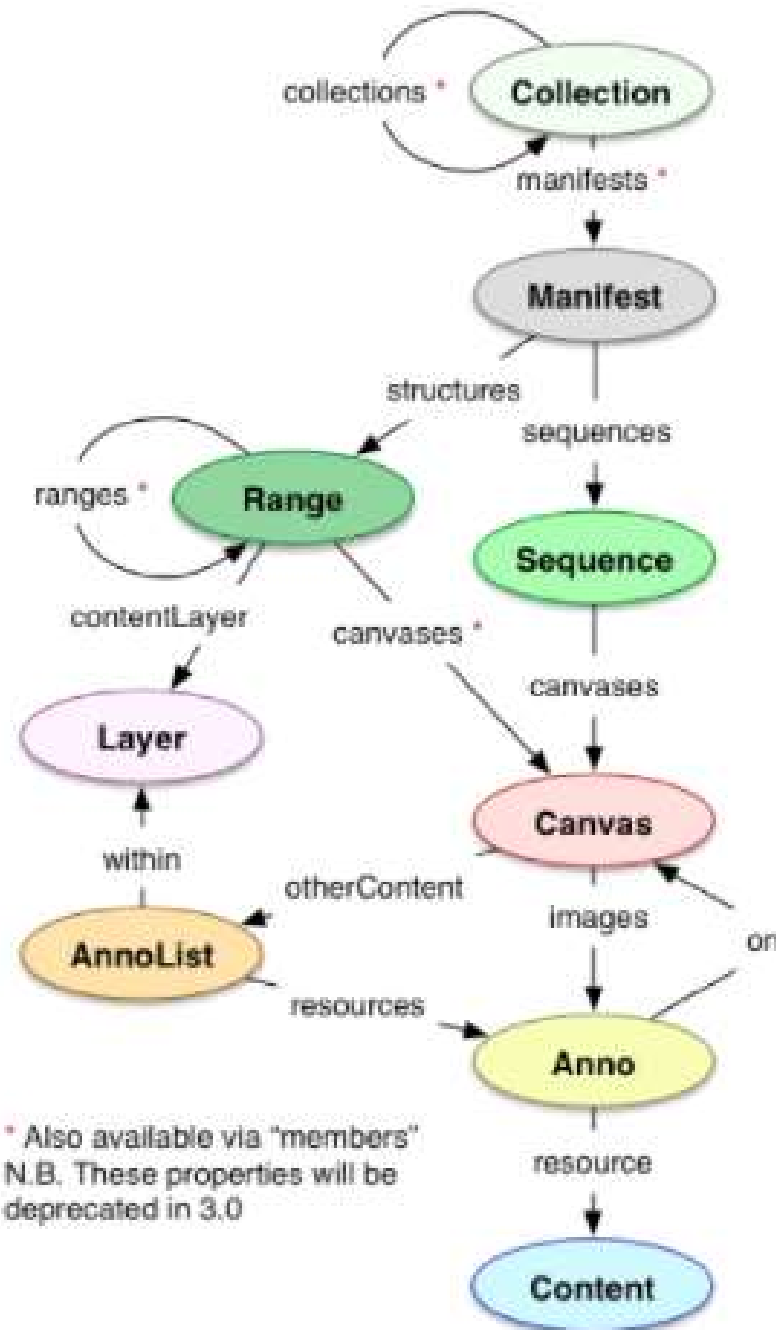 collections *
Collection
manifests *
Manifest
structures
sequences
ranges *
Range
Sequence
contentLayer
canvases *
canvases
Layer
Canvas
within
otherContent
images
on
AnnoList
resources
Anno
* Also available via "members"
N.B. These properties will be
deprecated in 3.0
resource
Content